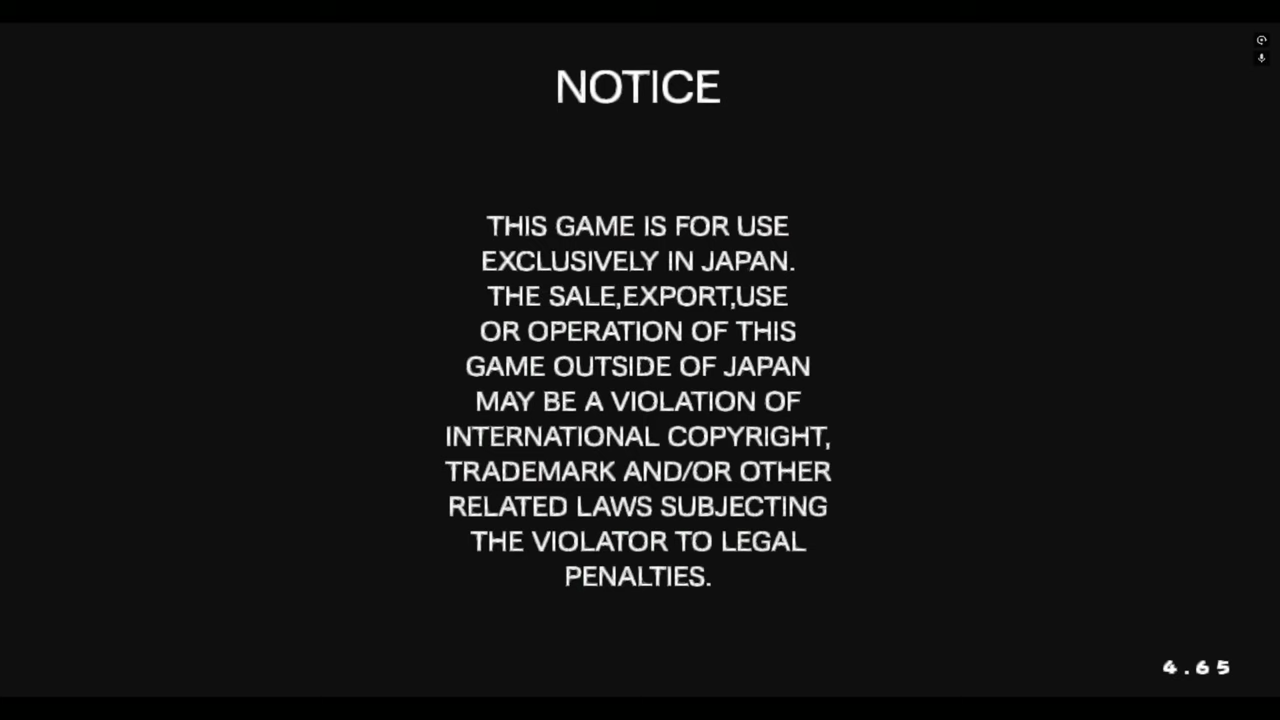 NOTICE
THIS GAME IS FOR USE
EXCLUSIVELY IN JAPAN.
THE SALE,EXPORT,USE
OR OPERATION OF THIS
GAME OUTSIDE OF JAPAN
MAY BE A VIOLATION OF
INTERNATIONAL COPYRIGHT,
TRADEMARK AND/OR OTHER
RELATED LAWS SUBJECTING
THE VIOLATOR TO LEGAL
PENALTIES.
4.65